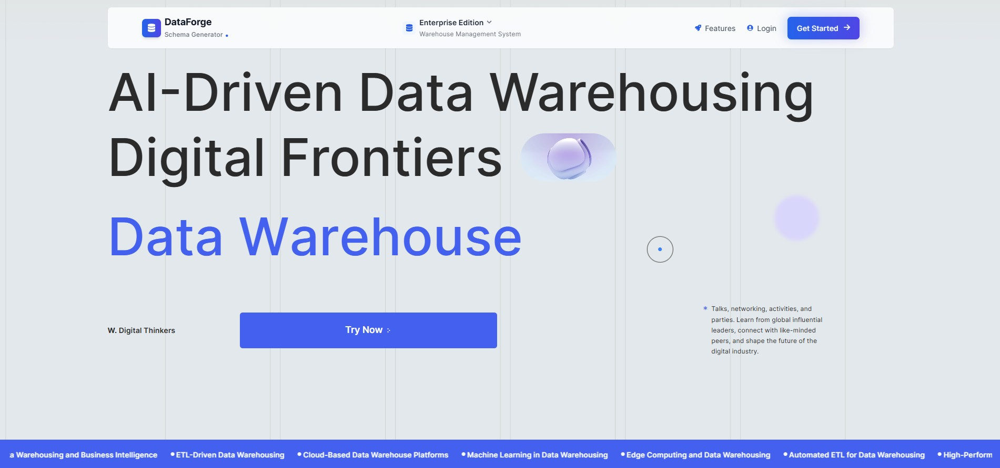 DataForge
Schema Generator
Enterprise Edition
Warehouse Management System
Features
Login
Get Started
AI-Driven Data Warehousing
Digital Frontiers
Data Warehouse
W. Digital Thinkers
Try Now
* Talks, networking, activities, and
parties. Learn from global influential
leaders, connect with like-minded
peers, and shape the future of the
digital industry.
a Warehousing and Business Intelligence • ETL-Driven Data Warehousing • Cloud-Based Data Warehouse Platforms • Machine Learning in Data Warehousing • Edge Computing and Data Warehousing • Automated ETL for Data Warehousing • High-Perform